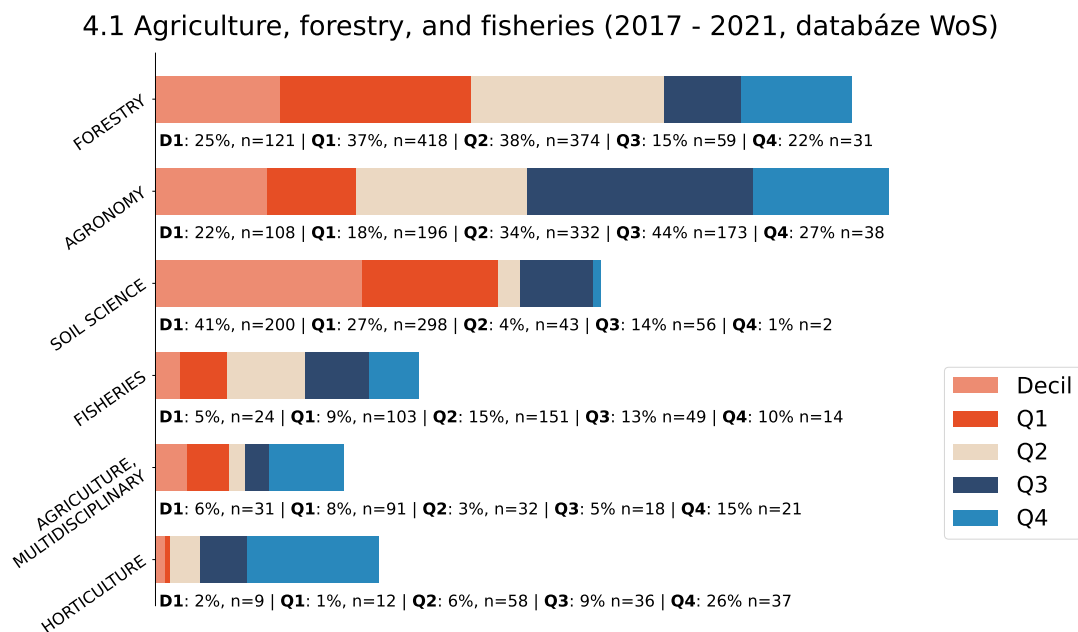 4.1 Agriculture, forestry, and fisheries (2017 - 2021, databáze WoS)
FORESTRY
D1: 25%, n=121 | Q1: 37%, n=418 | Q2: 38%, n=374 | Q3: 15% n=59 | Q4: 22% n=31
AGRONOMY
D1: 22%, n=108 | Q1: 18%, n=196 | Q2: 34%, n=332 | Q3: 44% n=173 | Q4: 27% n=38
SOIL SCIENCE
D1: 41%, n=200 | Q1: 27%, n=298 | Q2: 4%, n=43 | Q3: 14% n=56 | Q4: 1% n=2
FISHERIES
D1: 5%, n=24 | Q1: 9%, n=103 | Q2: 15%, n=151 | Q3: 13% n=49 | Q4: 10% n=14
AGRICULTURE,
MULTIDISCIPLINARY
D1: 6%, n=31 | Q1: 8%, n=91 | Q2: 3%, n=32 | Q3: 5% n=18 | Q4: 15% n=21
HORTICULTURE
D1: 2%, n=9 | Q1: 1%, n=12 | Q2: 6%, n=58 | Q3: 9% n=36 | Q4: 26% n=37
Decil
Q1
Q2
Q3
Q4